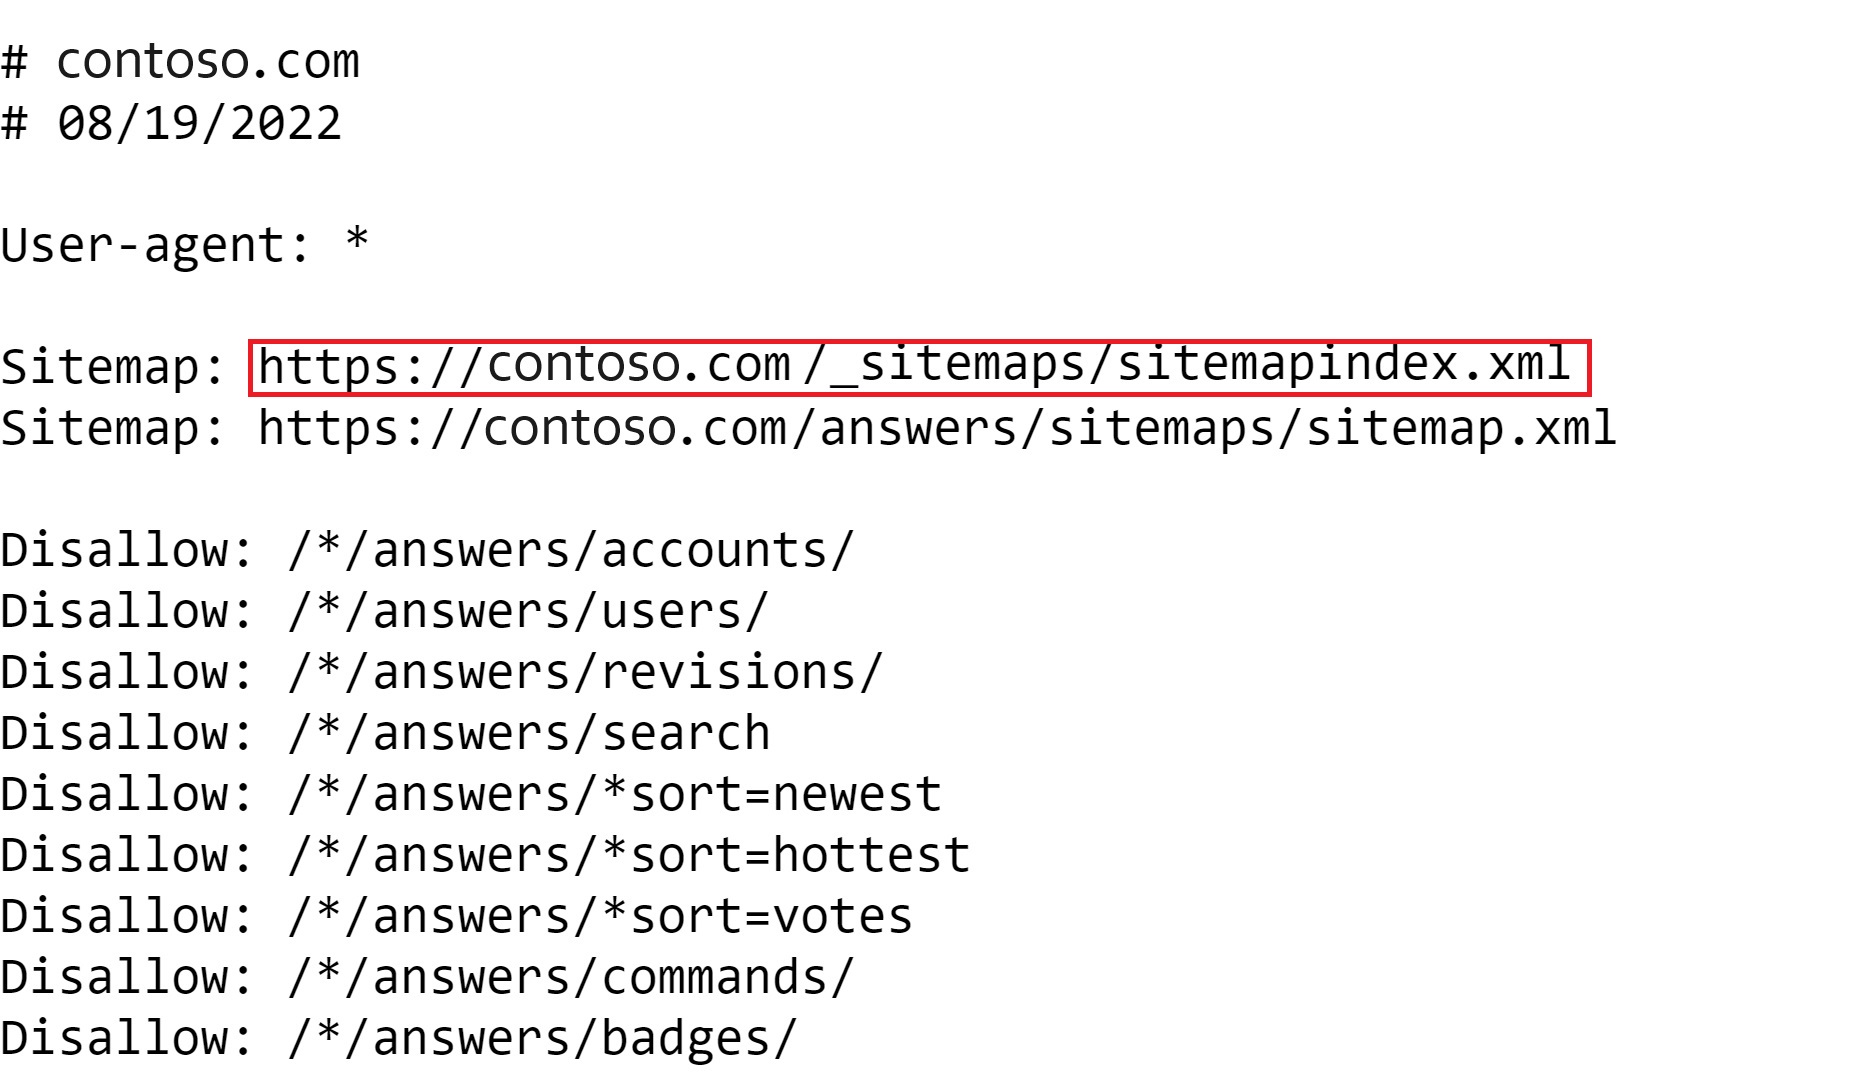 # contoso.com
# 08/19/2022
User-agent: *
Sitemap: https://contoso.com/_sitemaps/sitemapindex.xml
Sitemap: https://contoso.com/answers/sitemaps/sitemap.xml
Disallow: /*/answers/accounts/
Disallow: /*/answers/users/
Disallow: /*/answers/revisions/
Disallow: /*/answers/search
Disallow: /*/answers/*sort=newest
Disallow: /*/answers/*sort=hottest
Disallow: /*/answers/*sort=votes
Disallow: /*/answers/commands/
Disallow: /*/answers/badges/